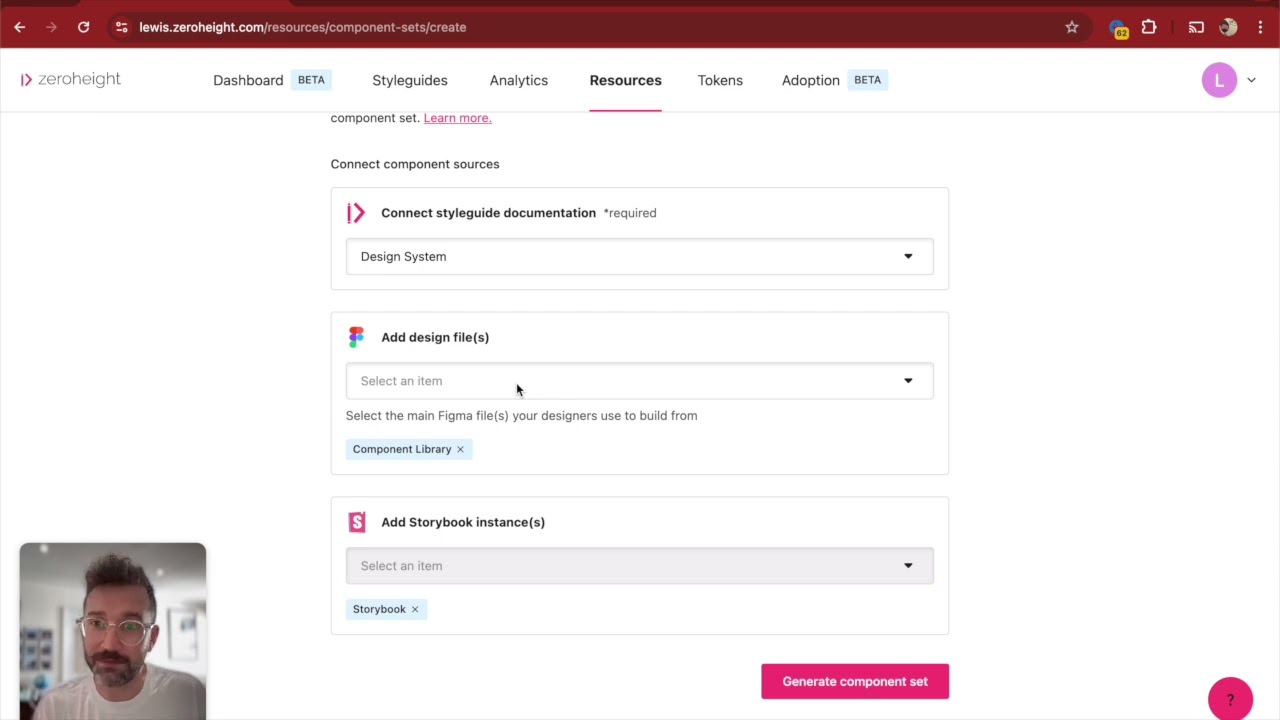 lewis.zeroheight.com/resources/component-sets/create
62
zeroheight
Dashboard BETA Styleguides Analytics Resources Tokens Adoption BETA L
component set. Learn more.
Connect component sources
Connect styleguide documentation *required
Design System
Add design file(s)
Select an item
Select the main Figma file(s) your designers use to build from
Component Library ×
S Add Storybook instance(s)
Select an item
Storybook ×
Generate component set
?